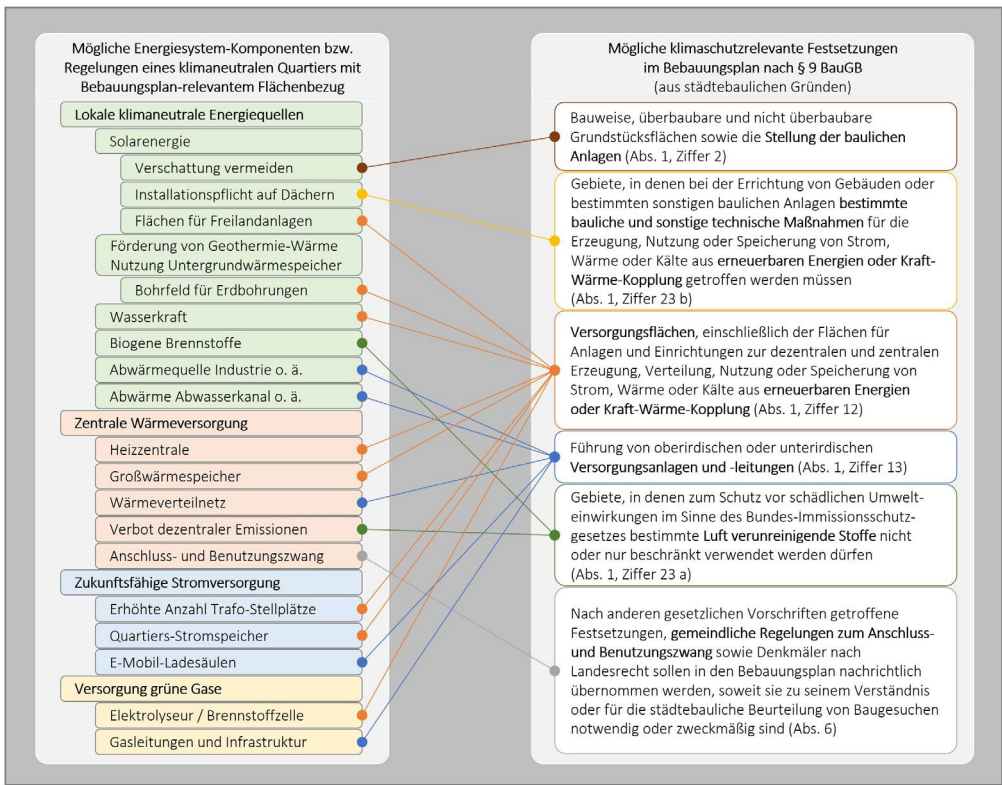 Mögliche Energiesystem-Komponenten bzw.
Regelungen eines klimaneutralen Quartiers mit
Bebauungsplan-relevantem Flächenbezug
Lokale klimaneutrale Energiequellen
Solarenergie
Verschattung vermeiden
Installationspflicht auf Dächern
Flächen für Freilandanlagen
Förderung von Geothermie-Wärme
Nutzung Untergrundwärmespeicher
Bohrfeld für Erdbohrungen
Wasserkraft
Biogene Brennstoffe
Abwärmequelle Industrie o. ä.
Abwärme Abwasserkanal o. ä.
Zentrale Wärmeversorgung
Heizzentrale
Großwärmespeicher
Wärmeverteilnetz
Verbot dezentraler Emissionen
Anschluss- und Benutzungszwang
Zukunftsfähige Stromversorgung
Erhöhte Anzahl Trafo-Stellplätze
Quartiers-Stromspeicher
E-Mobil-Ladesäulen
Versorgung grüne Gase
Elektrolyseur / Brennstoffzelle
Gasleitungen und Infrastruktur
Mögliche klimaschutzrelevante Festsetzungen
im Bebauungsplan nach § 9 BauGB
(aus städtebaulichen Gründen)
Bauweise, überbaubare und nicht überbaubare
Grundstücksflächen sowie die Stellung der baulichen
Anlagen (Abs. 1, Ziffer 2)
Gebiete, in denen bei der Errichtung von Gebäuden oder
bestimmten sonstigen baulichen Anlagen bestimmte
bauliche und sonstige technische Maßnahmen für die
Erzeugung, Nutzung oder Speicherung von Strom,
Wärme oder Kälte aus erneuerbaren Energien oder Kraft-
Wärme-Kopplung getroffen werden müssen
(Abs. 1, Ziffer 23 b)
Versorgungsflächen, einschließlich der Flächen für
Anlagen und Einrichtungen zur dezentralen und zentralen
Erzeugung, Verteilung, Nutzung oder Speicherung von
Strom, Wärme oder Kälte aus erneuerbaren Energien
oder Kraft-Wärme-Kopplung (Abs. 1, Ziffer 12)
Führung von oberirdischen oder unterirdischen
Versorgungsanlagen und -leitungen (Abs. 1, Ziffer 13)
Gebiete, in denen zum Schutz vor schädlichen Umwelt-
einwirkungen im Sinne des Bundes-Immissionsschutz-
gesetzes bestimmte Luft verunreinigende Stoffe nicht
oder nur beschränkt verwendet werden dürfen
(Abs. 1, Ziffer 23 a)
Nach anderen gesetzlichen Vorschriften getroffene
Festsetzungen, gemeindliche Regelungen zum Anschluss-
und Benutzungszwang sowie Denkmäler nach
Landesrecht sollen in den Bebauungsplan nachrichtlich
übernommen werden, soweit sie zu seinem Verständnis
oder für die städtebauliche Beurteilung von Baugesuchen
notwendig oder zweckmäßig sind (Abs. 6)